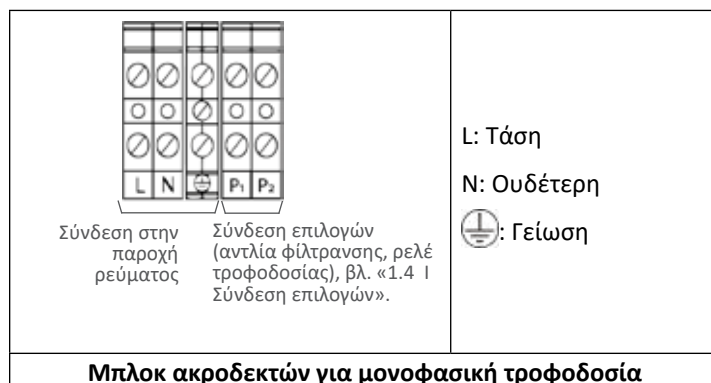 L N P₁ P₂
Σύνδεση στην
παροχή
ρεύματος
Σύνδεση επιλογών
(αντλία φίλτρανσης, ρελέ
τροφοδοσίας), βλ. «1.4 I
Σύνδεση επιλογών».
L: Τάση
N: Ουδέτερη
: Γείωση
Μπλοκ ακροδεκτών για μονοφασική τροφοδοσία